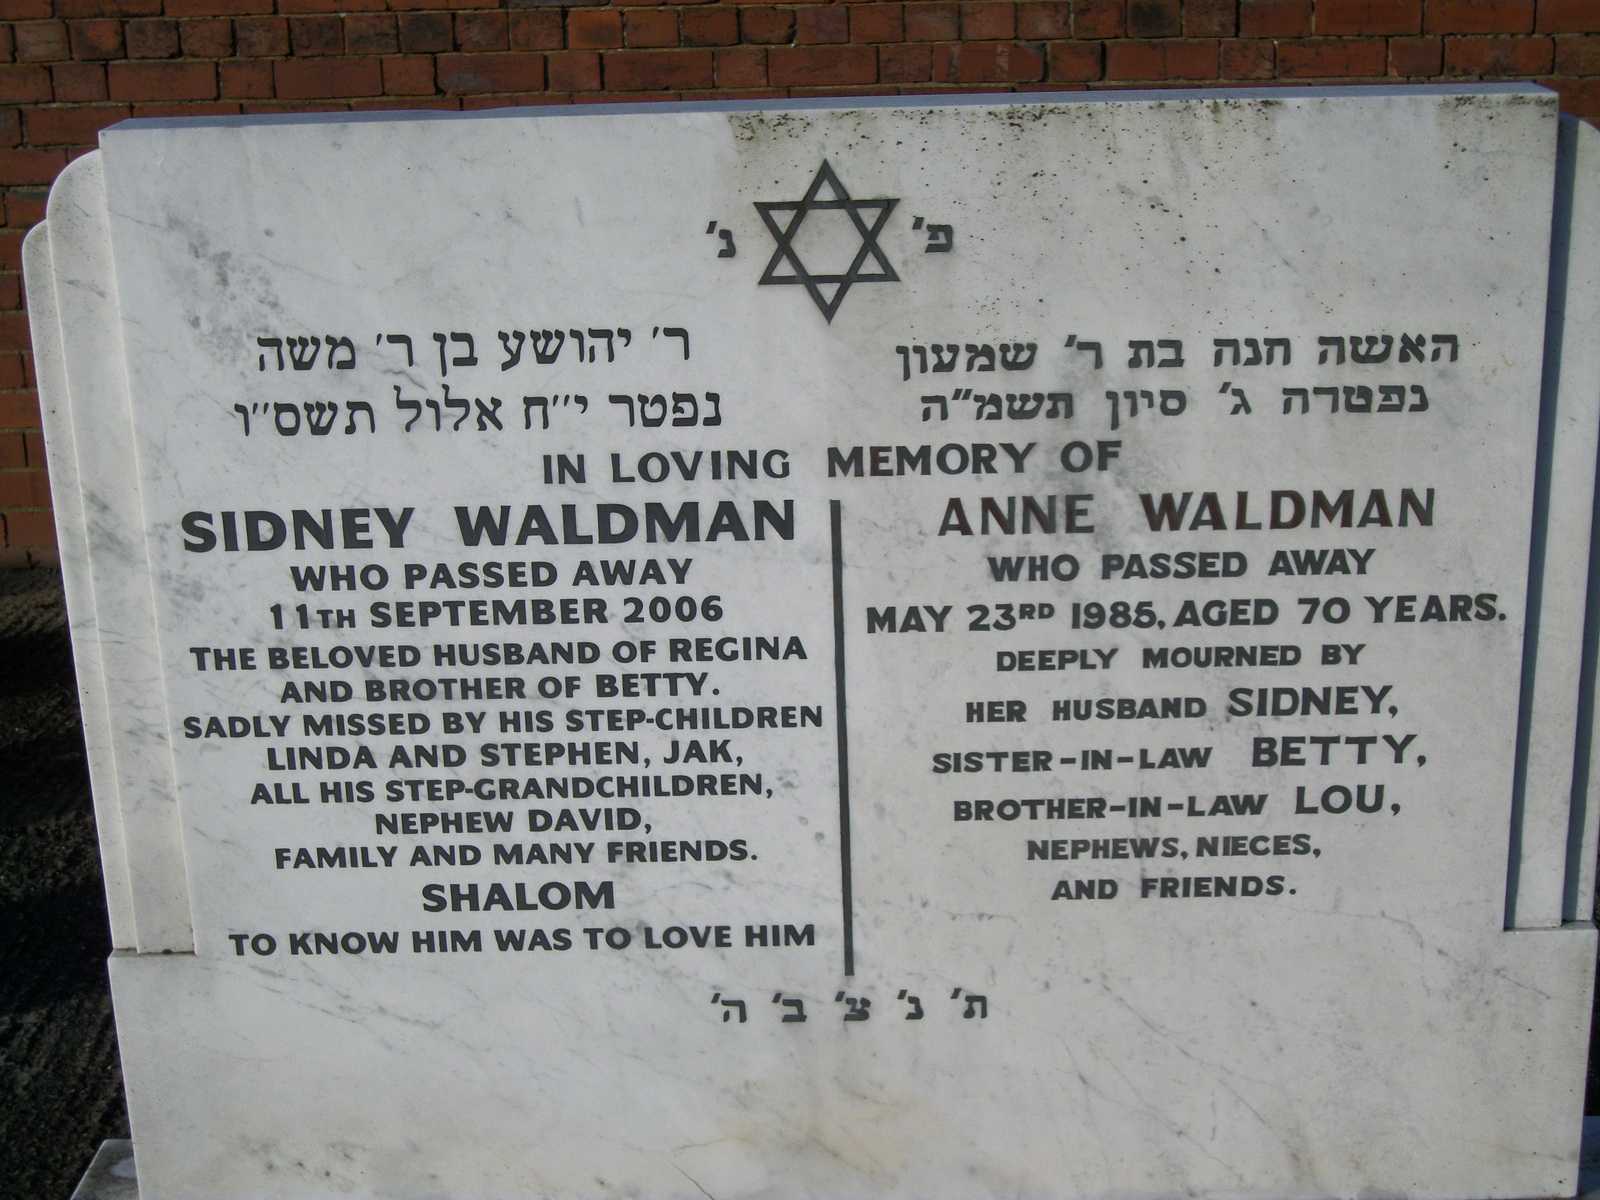 פ' נ'
האשה חנה בת ר' שמעון
נפטרה ג' סיון תשמ"ה
ר' יהושע בן ר' משה
נפטר י"ח אלול תשס"ו
IN LOVING MEMORY OF
SIDNEY WALDMAN
WHO PASSED AWAY
11TH SEPTEMBER 2006
THE BELOVED HUSBAND OF REGINA
AND BROTHER OF BETTY.
SADLY MISSED BY HIS STEP-CHILDREN
LINDA AND STEPHEN, JAK,
ALL HIS STEP-GRANDCHILDREN,
NEPHEW DAVID,
FAMILY AND MANY FRIENDS.
SHALOM
TO KNOW HIM WAS TO LOVE HIM
ANNE WALDMAN
WHO PASSED AWAY
MAY 23RD 1985, AGED 70 YEARS.
DEEPLY MOURNED BY
HER HUSBAND SIDNEY,
SISTER-IN-LAW BETTY,
BROTHER-IN-LAW LOU,
NEPHEWS, NIECES,
AND FRIENDS.
ת' נ' צ' ב' ה'